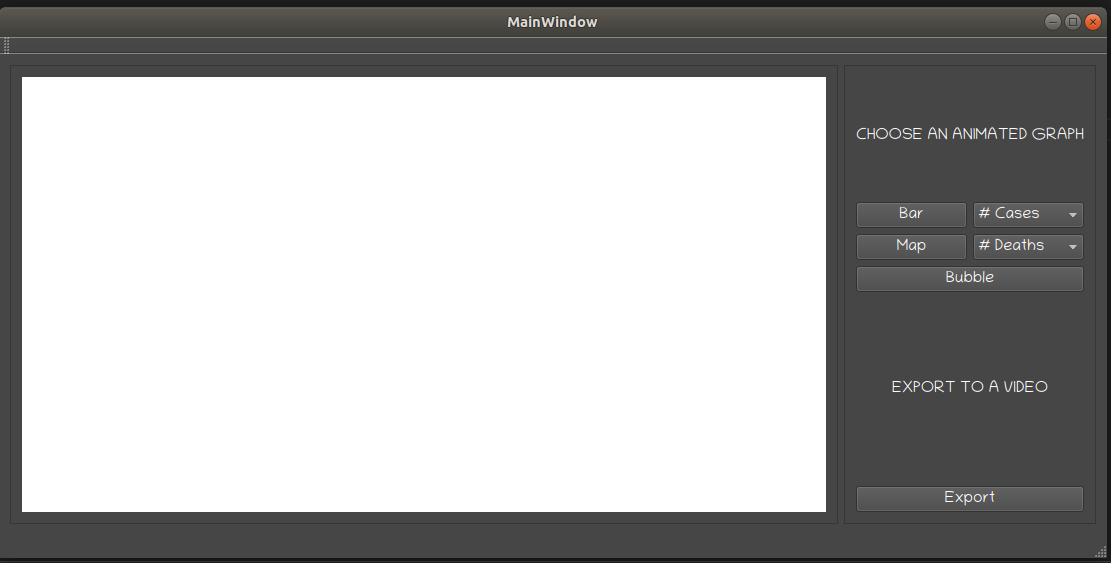 MainWindow
CHOOSE AN ANIMATED GRAPH
Bar
# Cases
Map
# Deaths
Bubble
EXPORT TO A VIDEO
Export